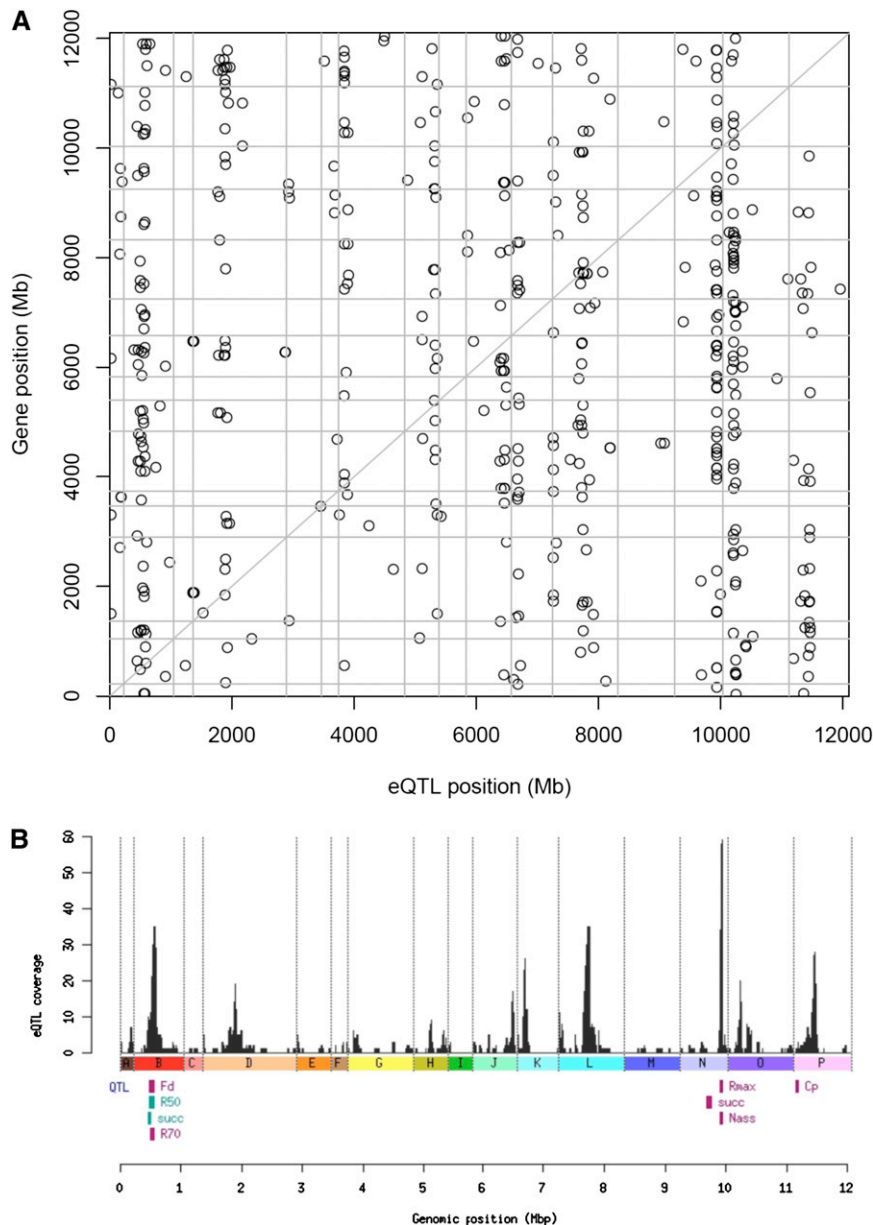 A
12000
10000
8000
6000
4000
2000
0
Gene position (Mb)
0 2000 4000 6000 8000 10000 12000
eQTL position (Mb)
B
60
50
40
30
20
10
0
eQTL coverage
A B C D E F G H I J K L M N O P
QTL Fd Rmax Cp
R50 succ
succ Nass
R70
0 1 2 3 4 5 6 7 8 9 10 11 12
Genomic position (Mbp)